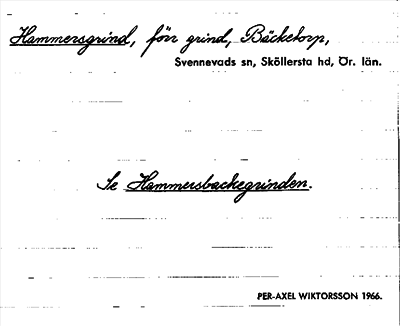 Hammersgrind, förr grind, Bäcketorp,
Svennevads sn, Sköllersta hd, Ör. län.
Se Hammersbackegrinden.
PER-AXEL WIKTORSSON 1966.